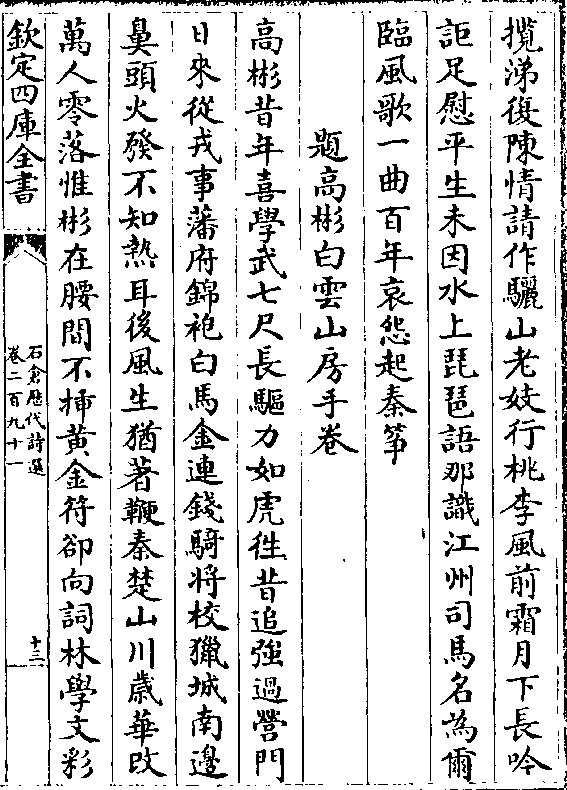 攬涕復陳情請作驪山老妓行桃李風前霜月下長吟
詎足慰平生未因水上琵琶語那識江州司馬名為爾
臨風歌一曲百年哀怨起秦筝
題高彬白雲山房手卷
高彬昔年喜學武七尺長驅力如虎徃昔追強過營門
日來從戎事藩府錦袍白馬金連錢騎将校獵城南邊
鼻頭火發不知熱耳後風生猶著鞭秦楚山川歳華改
萬人零落惟彬在腰間不揷黄金符卻向詞林學文彩
欽定四庫全書
石倉歴代詩選
卷二百九十一
十三